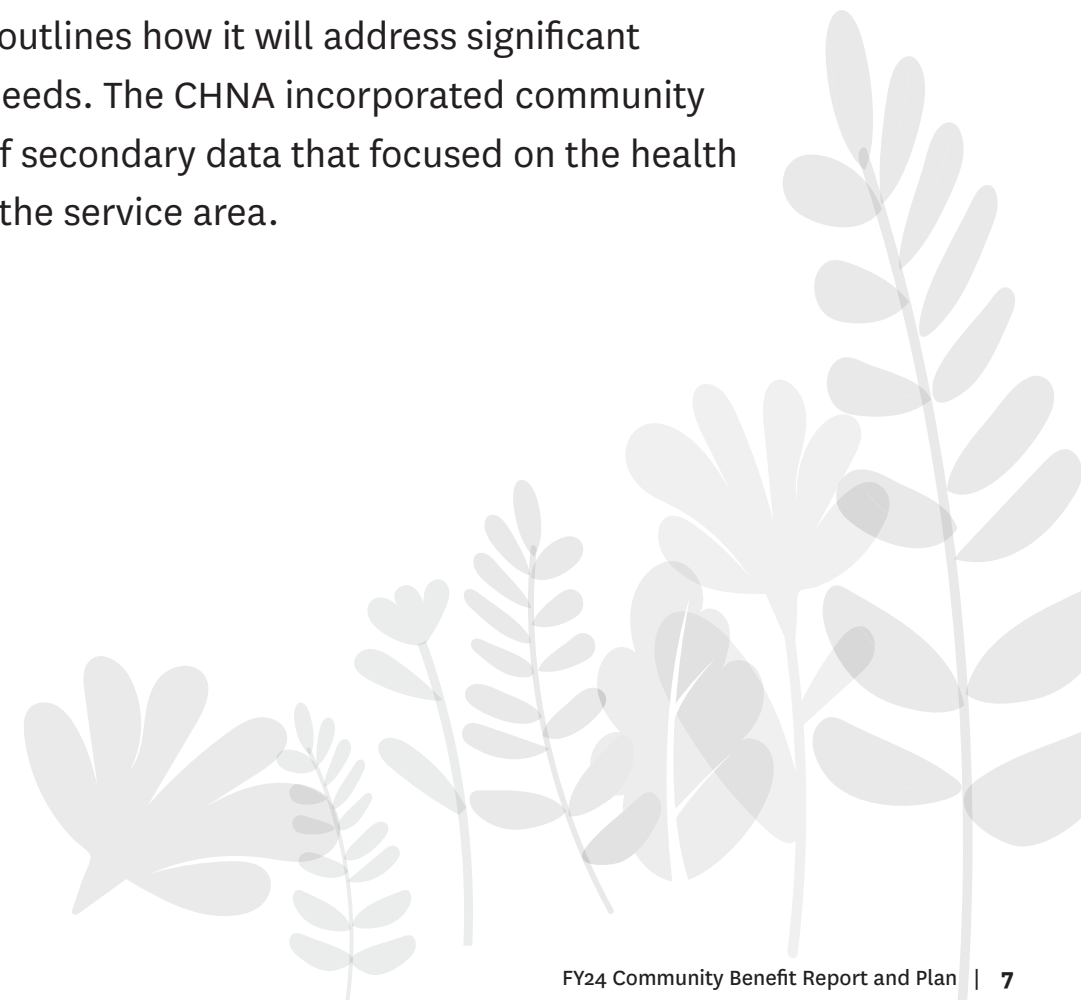 outlines how it will address significant
eeds. The CHNA incorporated community
f secondary data that focused on the health
the service area.
FY24 Community Benefit Report and Plan | 7